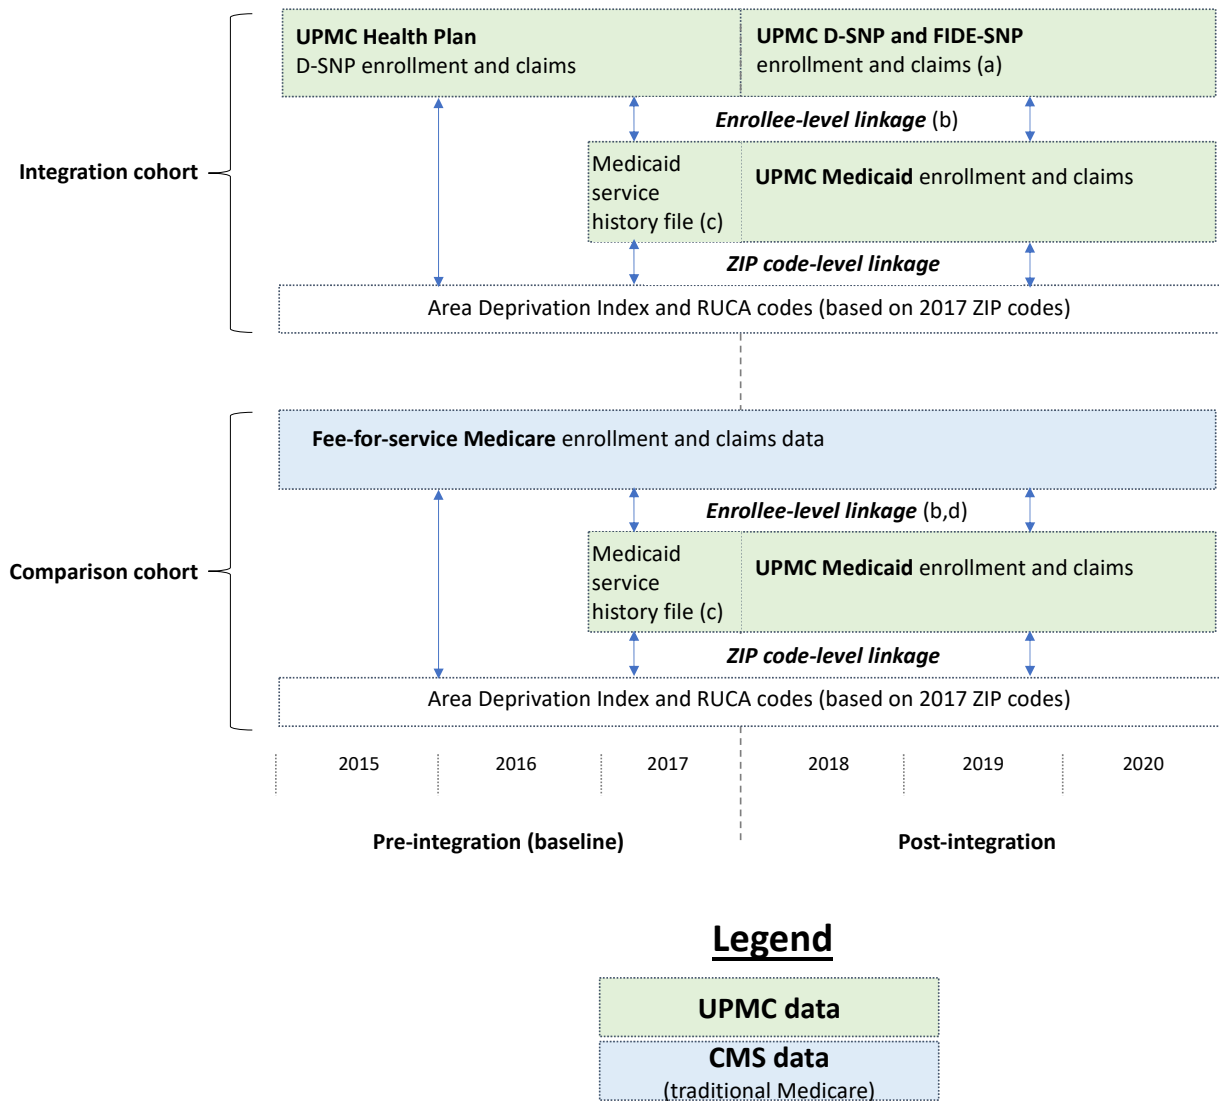 UPMC Health Plan
D-SNP enrollment and claims
UPMC D-SNP and FIDE-SNP
enrollment and claims (a)
Enrollee-level linkage (b)
Integration cohort
Medicaid
service
history file (c)
UPMC Medicaid enrollment and claims
ZIP code-level linkage
Area Deprivation Index and RUCA codes (based on 2017 ZIP codes)
Fee-for-service Medicare enrollment and claims data
Enrollee-level linkage (b,d)
Comparison cohort
Medicaid
service
history file (c)
UPMC Medicaid enrollment and claims
ZIP code-level linkage
Area Deprivation Index and RUCA codes (based on 2017 ZIP codes)
2015
2016
2017
2018
2019
2020
Pre-integration (baseline)
Post-integration
Legend
UPMC data
CMS data
(traditional Medicare)